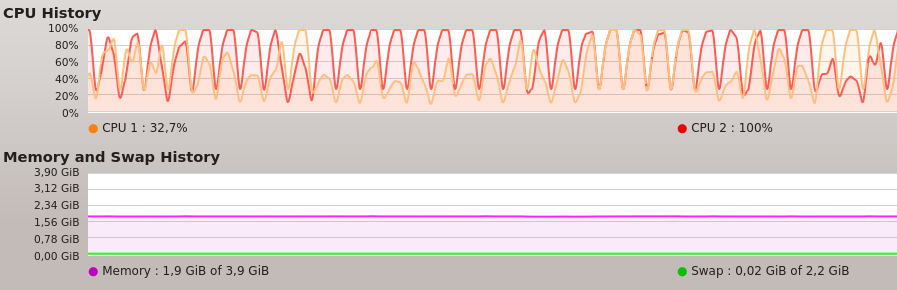 CPU History
100%
80%
60%
40%
20%
0%
CPU 1 : 32,7%
CPU 2 : 100%
Memory and Swap History
3,90 GiB
3,12 GiB
2,34 GiB
1,56 GiB
0,78 GiB
0,00 GiB
Memory : 1,9 GiB of 3,9 GiB
Swap : 0,02 GiB of 2,2 GiB